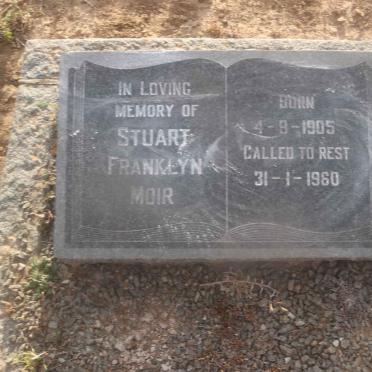 IN LOVING
MEMORY OF
STUART
FRANKLYN
MOIR
BORN
4-9-1905
CALLED TO REST
31-1-1960